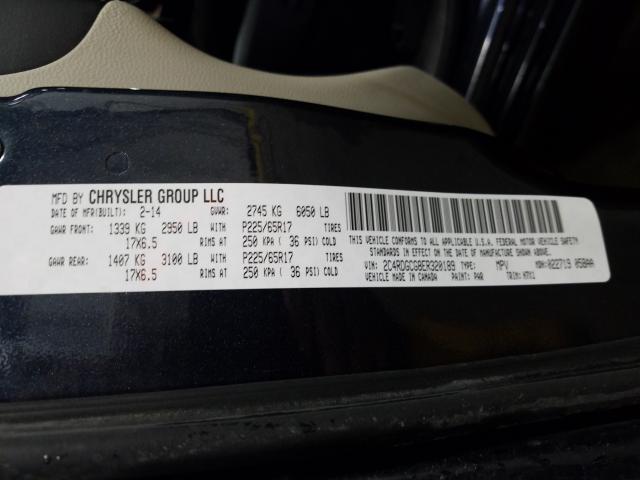 MFD BY CHRYSLER GROUP LLC
DATE OF MFR(BUILT): 2-14 GVWR: 2745 KG 6050 LB
GAWR FRONT: 1339 KG 2950 LB WITH P225/65R17 TIRES
17X6.5 RIMS AT 250 KPA ( 36 PSI) COLD
GAWR REAR: 1407 KG 3100 LB WITH P225/65R17 TIRES
17X6.5 RIMS AT 250 KPA ( 36 PSI) COLD
THIS VEHICLE CONFORMS TO ALL APPLICABLE U.S.A. FEDERAL MOTOR VEHICLE SAFETY
STANDARDS IN EFFECT ON THE DATE OF MANUFACTURE SHOWN ABOVE.
VIN: 2C4RDGCG8ER320189 TYPE: MPV MDH: 022719 058AA
VEHICLE MADE IN CANADA PAINT: PAR TRIM: H7X1